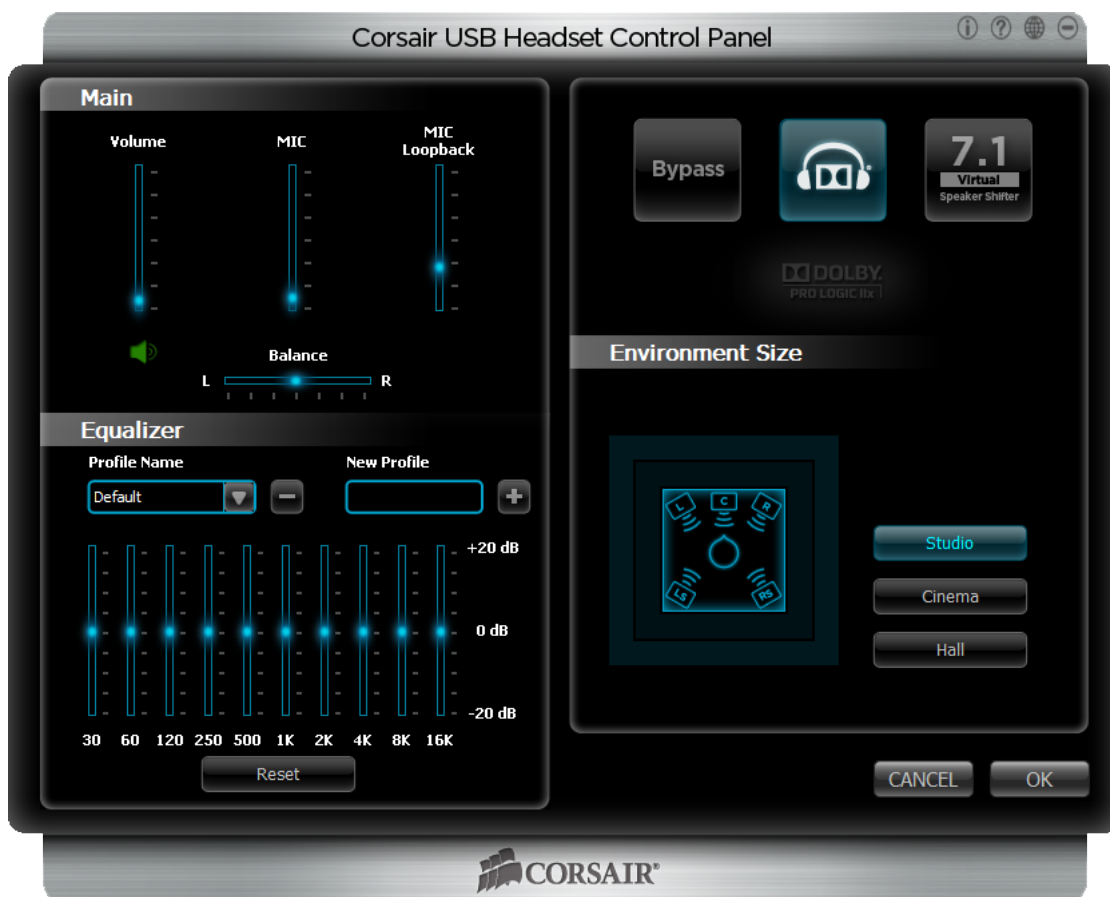 Corsair USB Headset Control Panel
Main
Volume
MIC
MIC
Loopback
Balance
L
R
Equalizer
Profile Name
New Profile
Default
+20 dB
0 dB
-20 dB
30 60 120 250 500 1K 2K 4K 8K 16K
Reset
Bypass
7.1
Virtual
Speaker Shifter
DOLBY.
PRO LOGIC IIx
Environment Size
L
C
R
LS
RS
Studio
Cinema
Hall
CANCEL
OK
CORSAIR®